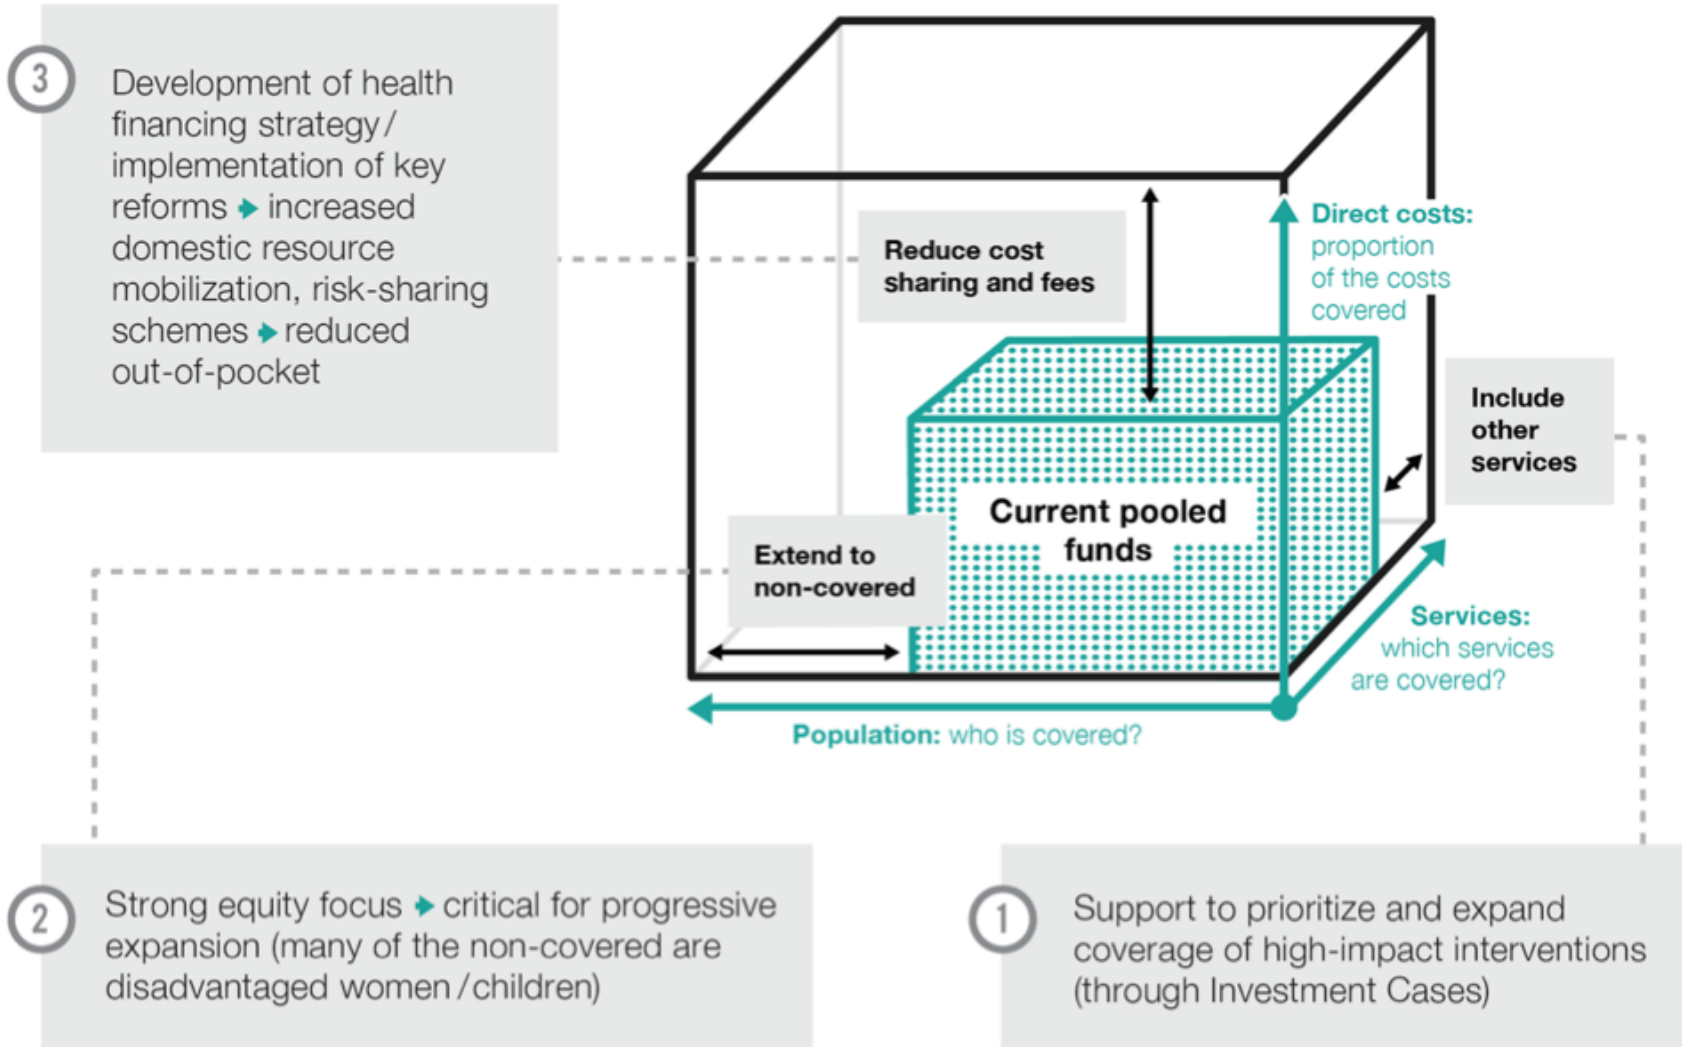 3
Development of health
financing strategy/
implementation of key
reforms ➧ increased
domestic resource
mobilization, risk-sharing
schemes ➧ reduced
out-of-pocket
Reduce cost
sharing and fees
Direct costs:
proportion
of the costs
covered
Include
other
services
Current pooled
funds
Extend to
non-covered
Services:
which services
are covered?
Population: who is covered?
2
Strong equity focus ➧ critical for progressive
expansion (many of the non-covered are
disadvantaged women/children)
1
Support to prioritize and expand
coverage of high-impact interventions
(through Investment Cases)